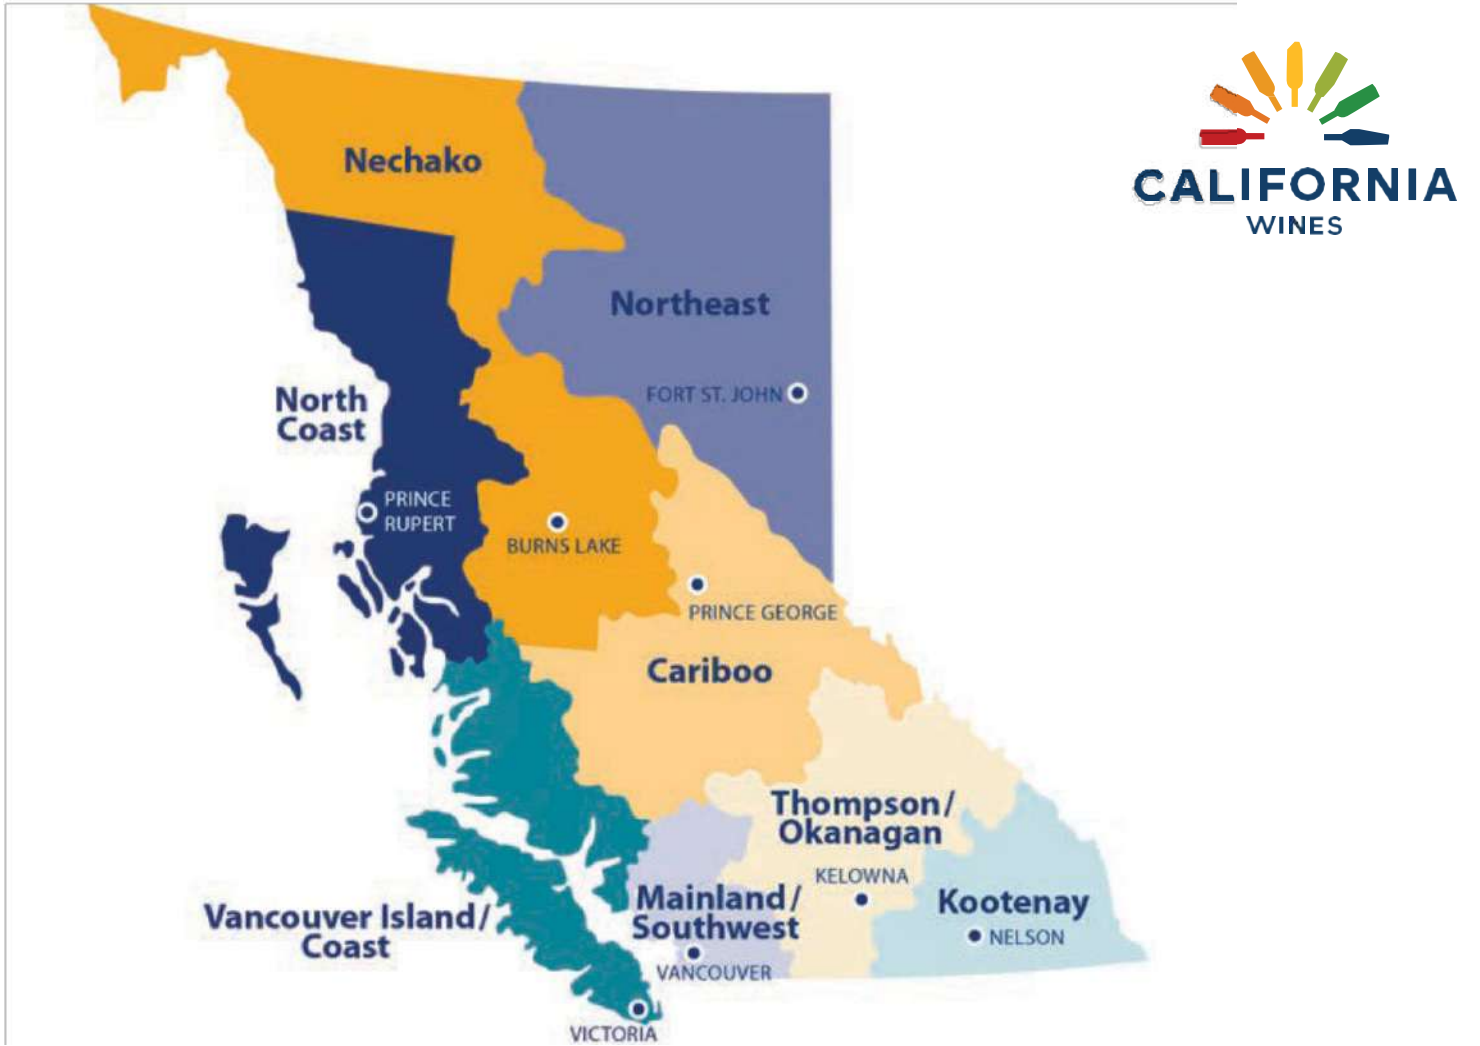 CALIFORNIA
WINES
Nechako
Northeast
FORT ST. JOHN
North
Coast
PRINCE
RUPERT
BURNS LAKE
PRINCE GEORGE
Cariboo
Thompson/
Okanagan
KELOWNA
Mainland/
Southwest
VANCOUVER
Kootenay
NELSON
Vancouver Island/
Coast
VICTORIA